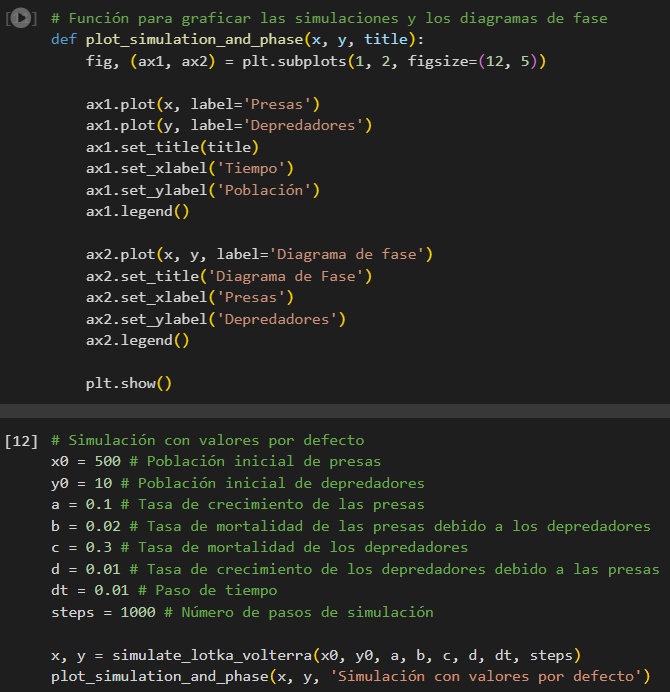 [ ] # Función para graficar las simulaciones y los diagramas de fase
def plot_simulation_and_phase(x, y, title):
    fig, (ax1, ax2) = plt.subplots(1, 2, figsize=(12, 5))

    ax1.plot(x, label='Presas')
    ax1.plot(y, label='Depredadores')
    ax1.set_title(title)
    ax1.set_xlabel('Tiempo')
    ax1.set_ylabel('Población')
    ax1.legend()

    ax2.plot(x, y, label='Diagrama de fase')
    ax2.set_title('Diagrama de Fase')
    ax2.set_xlabel('Presas')
    ax2.set_ylabel('Depredadores')
    ax2.legend()

    plt.show()

[12] # Simulación con valores por defecto
x0 = 500 # Población inicial de presas
y0 = 10 # Población inicial de depredadores
a = 0.1 # Tasa de crecimiento de las presas
b = 0.02 # Tasa de mortalidad de las presas debido a los depredadores
c = 0.3 # Tasa de mortalidad de los depredadores
d = 0.01 # Tasa de crecimiento de los depredadores debido a las presas
dt = 0.01 # Paso de tiempo
steps = 1000 # Número de pasos de simulación

x, y = simulate_lotka_volterra(x0, y0, a, b, c, d, dt, steps)
plot_simulation_and_phase(x, y, 'Simulación con valores por defecto')